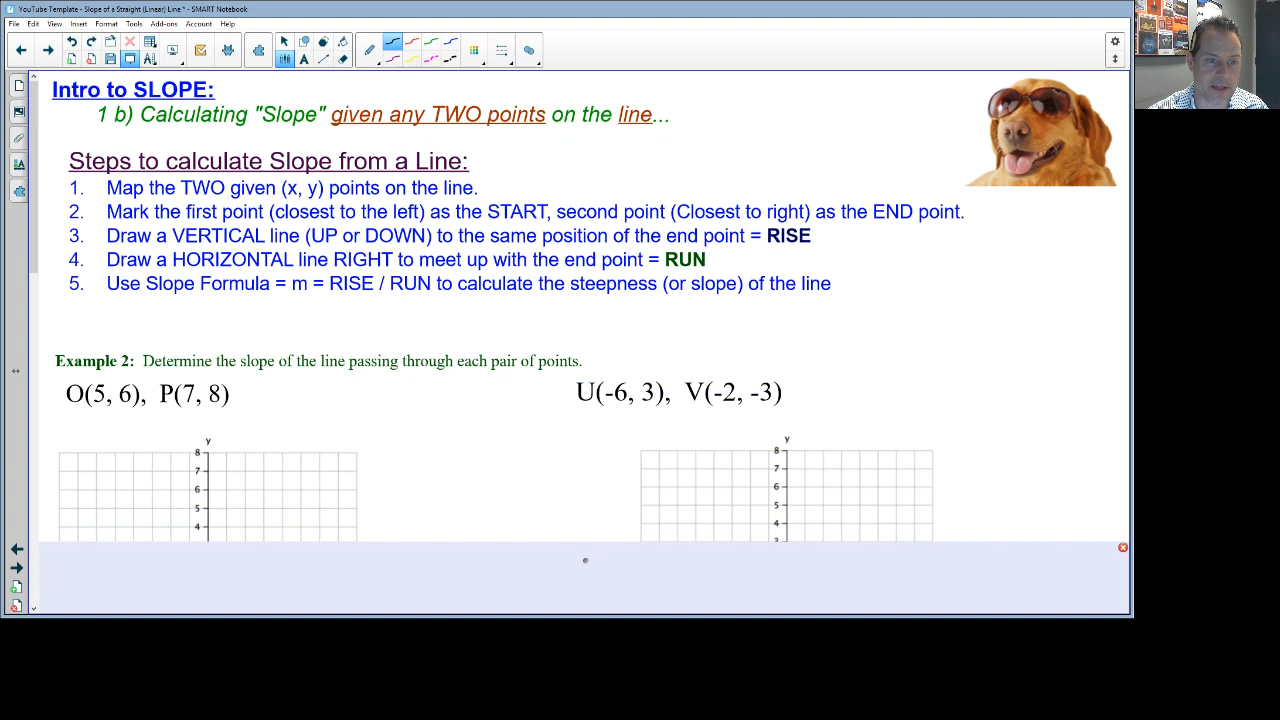 YouTube Template - Slope of a Straight (Linear) Line * - SMART Notebook
File Edit View Insert Format Tools Add-ons Account Help
Intro to SLOPE:
1 b) Calculating "Slope" given any TWO points on the line...
Steps to calculate Slope from a Line:
1. Map the TWO given (x, y) points on the line.
2. Mark the first point (closest to the left) as the START, second point (Closest to right) as the END point.
3. Draw a VERTICAL line (UP or DOWN) to the same position of the end point = RISE
4. Draw a HORIZONTAL line RIGHT to meet up with the end point = RUN
5. Use Slope Formula = m = RISE / RUN to calculate the steepness (or slope) of the line
Example 2: Determine the slope of the line passing through each pair of points.
O(5, 6), P(7, 8)
U(-6, 3), V(-2, -3)
y
8
7
6
5
4
y
8
7
6
5
4
3